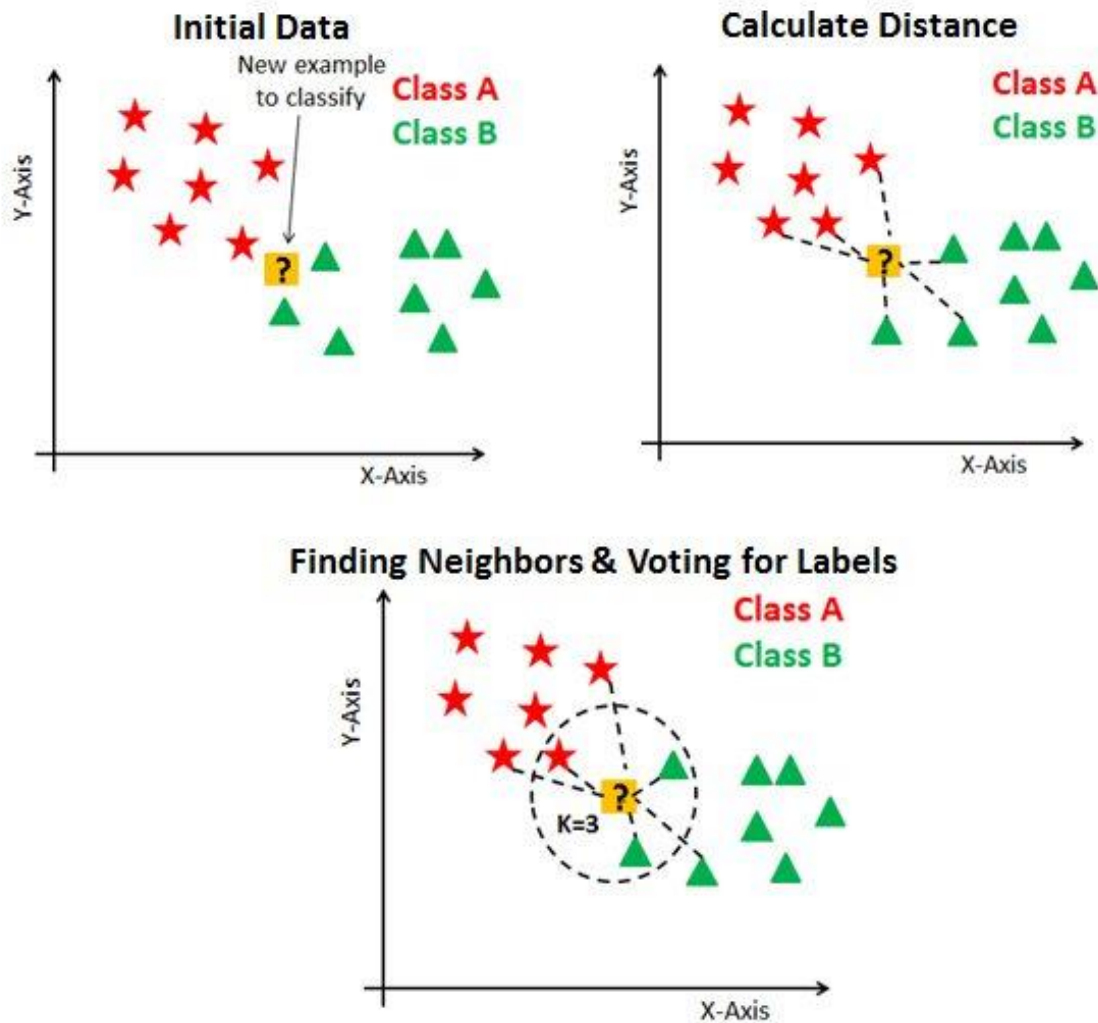 Initial Data
New example
to classify
Class A
Class B
Y-Axis
?
X-Axis
Calculate Distance
Class A
Class B
Y-Axis
?
X-Axis
Finding Neighbors & Voting for Labels
Class A
Class B
Y-Axis
?
K=3
X-Axis